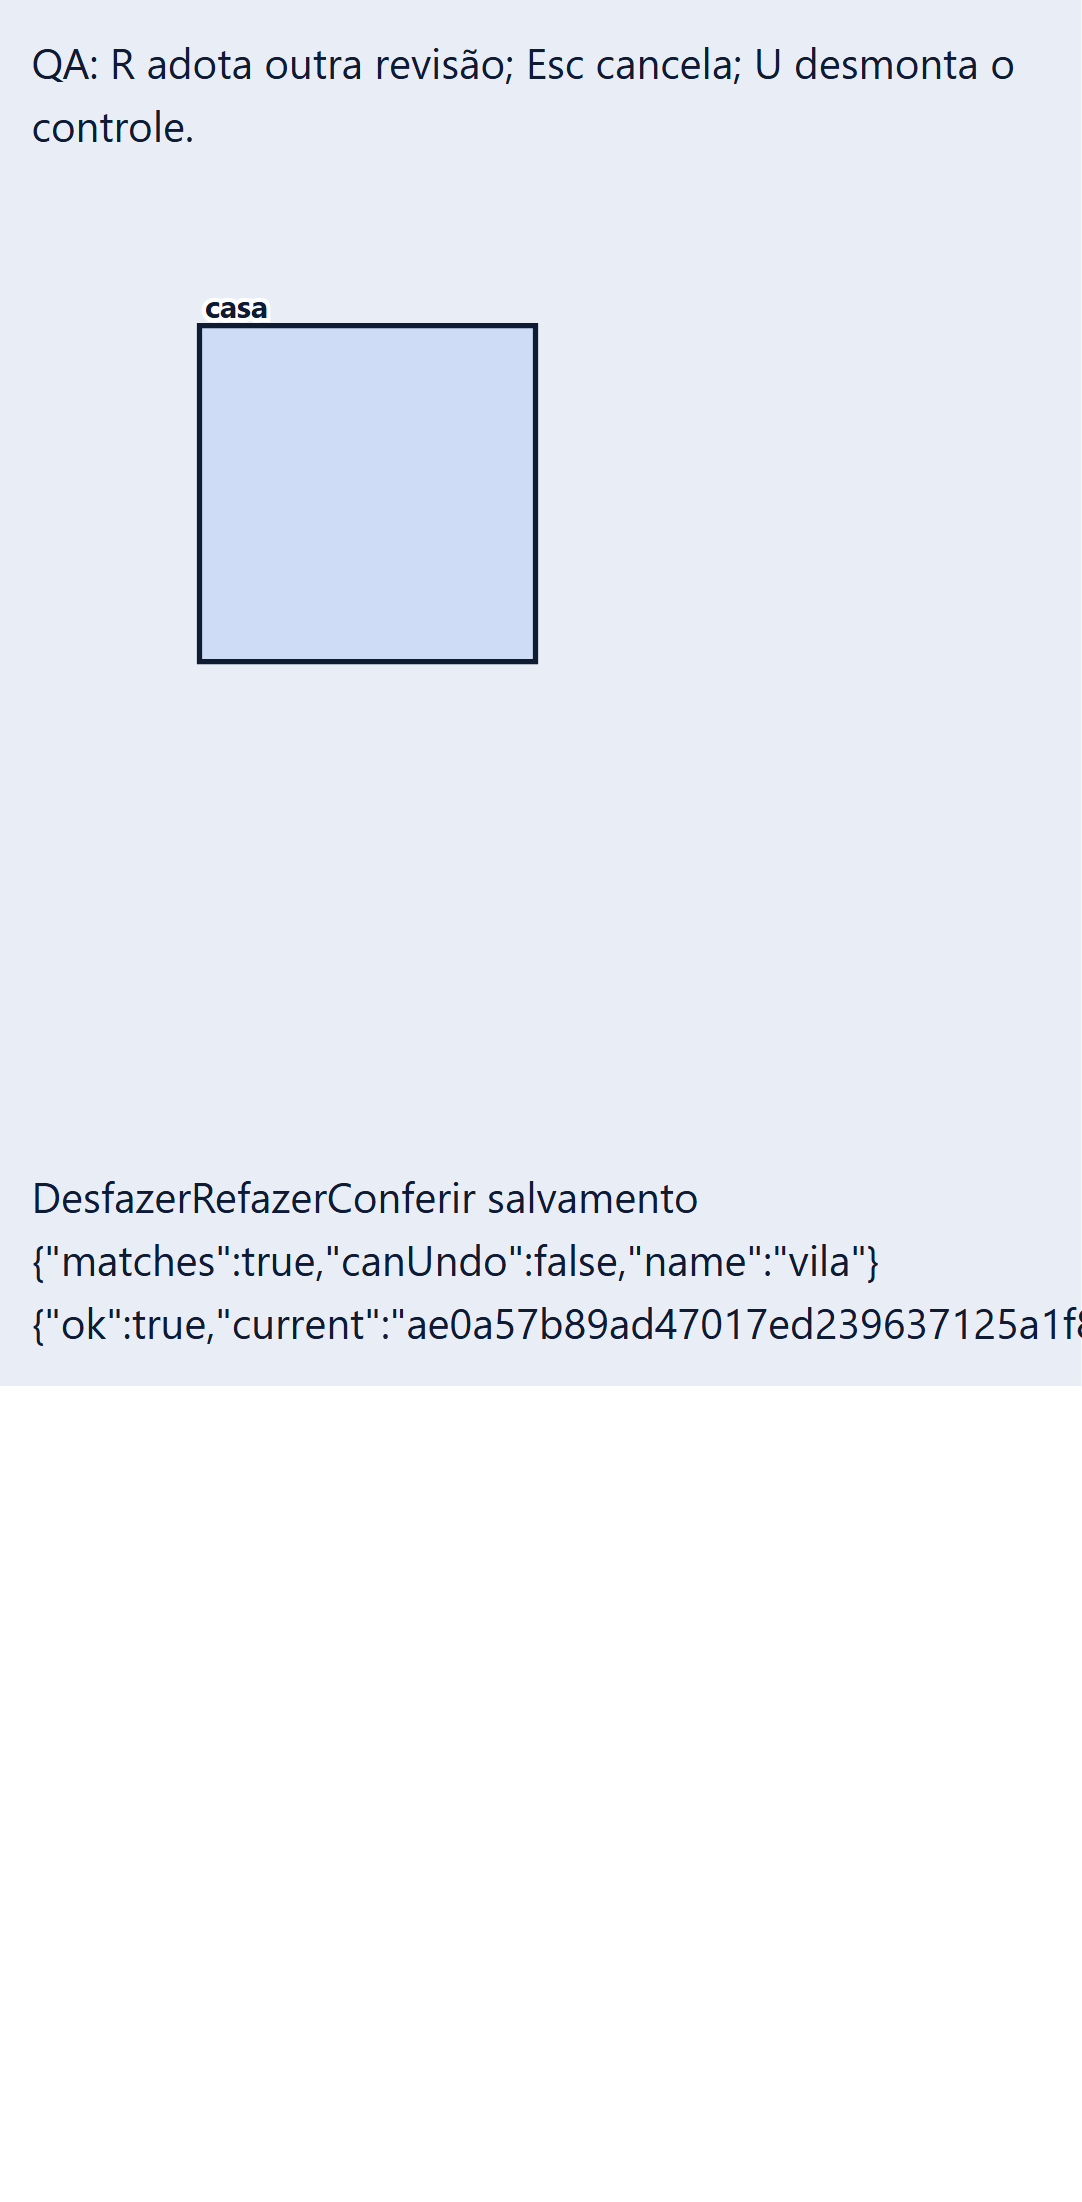 QA: R adota outra revisão; Esc cancela; U desmonta o
controle.
casa
DesfazerRefazerConferir salvamento
{"matches":true,"canUndo":false,"name":"vila"}
{"ok":true,"current":"ae0a57b89ad47017ed239637125a1f8